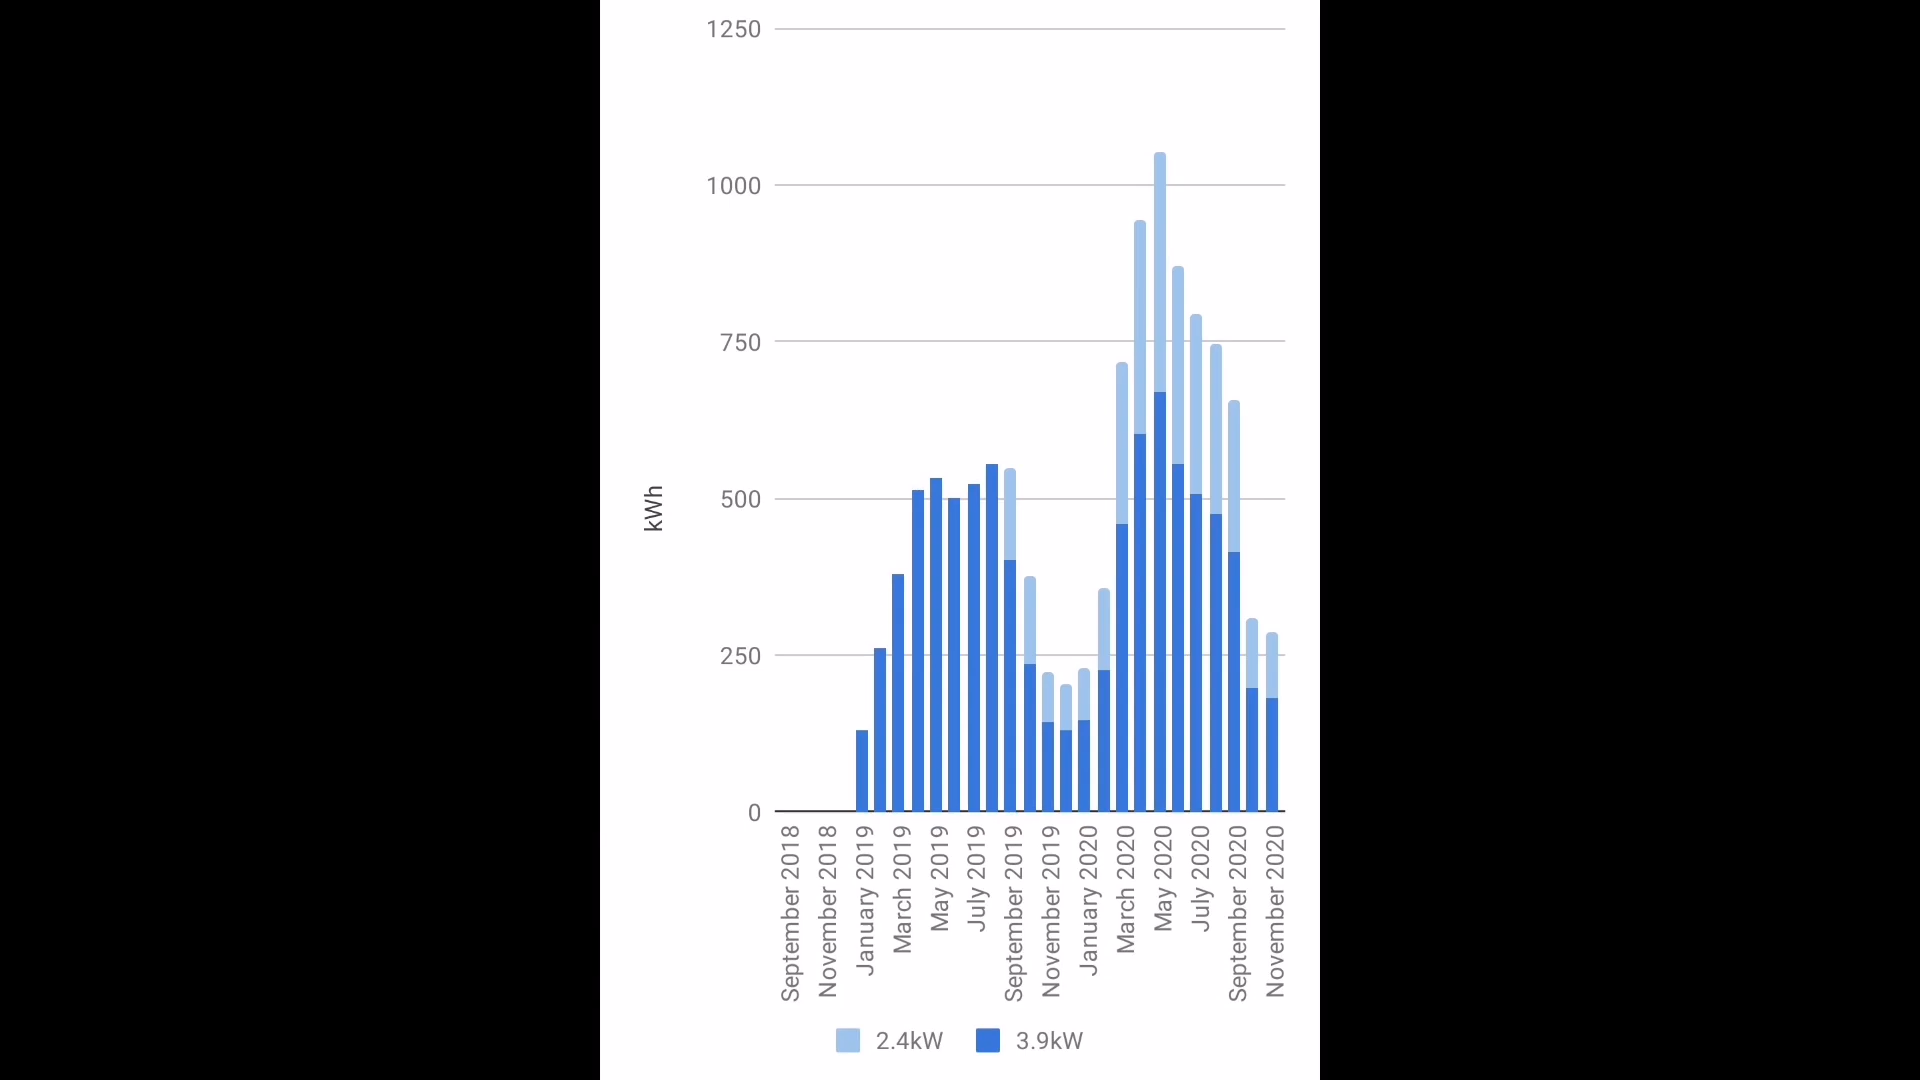 1250
1000
750
500
250
0
kWh
September 2018
November 2018
January 2019
March 2019
May 2019
July 2019
September 2019
November 2019
January 2020
March 2020
May 2020
July 2020
September 2020
November 2020
2.4kW
3.9kW